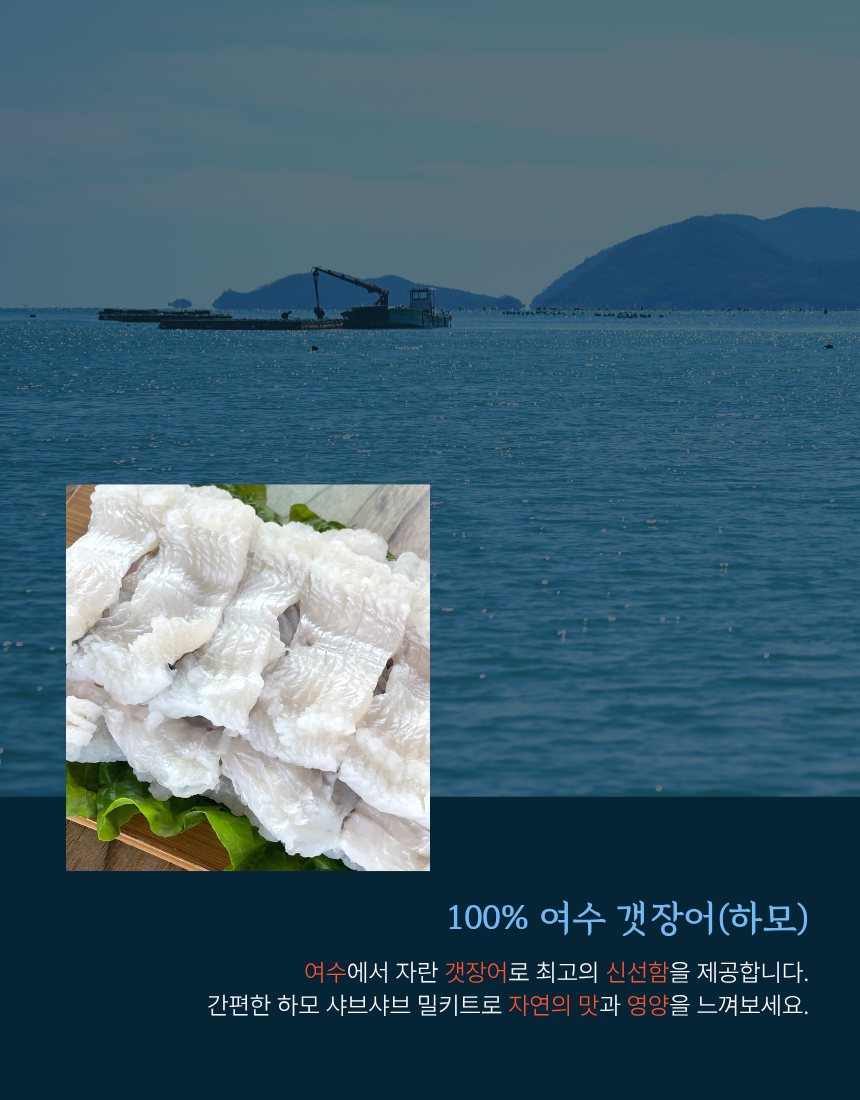 100% 여수 갯장어(하모)
여수에서 자란 갯장어로 최고의 신선함을 제공합니다.
간편한 하모 샤브샤브 밀키트로 자연의 맛과 영양을 느껴보세요.